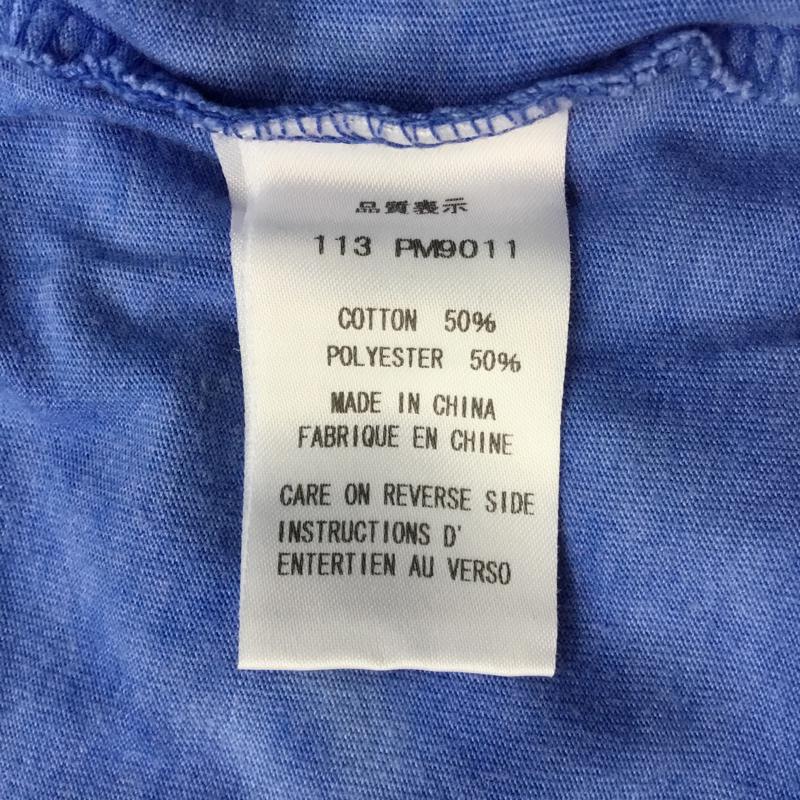 品質表示
113 PM9011
COTTON 50%
POLYESTER 50%
MADE IN CHINA
FABRIQUE EN CHINE
CARE ON REVERSE SIDE
INSTRUCTIONS D'
ENTERTIEN AU VERSO